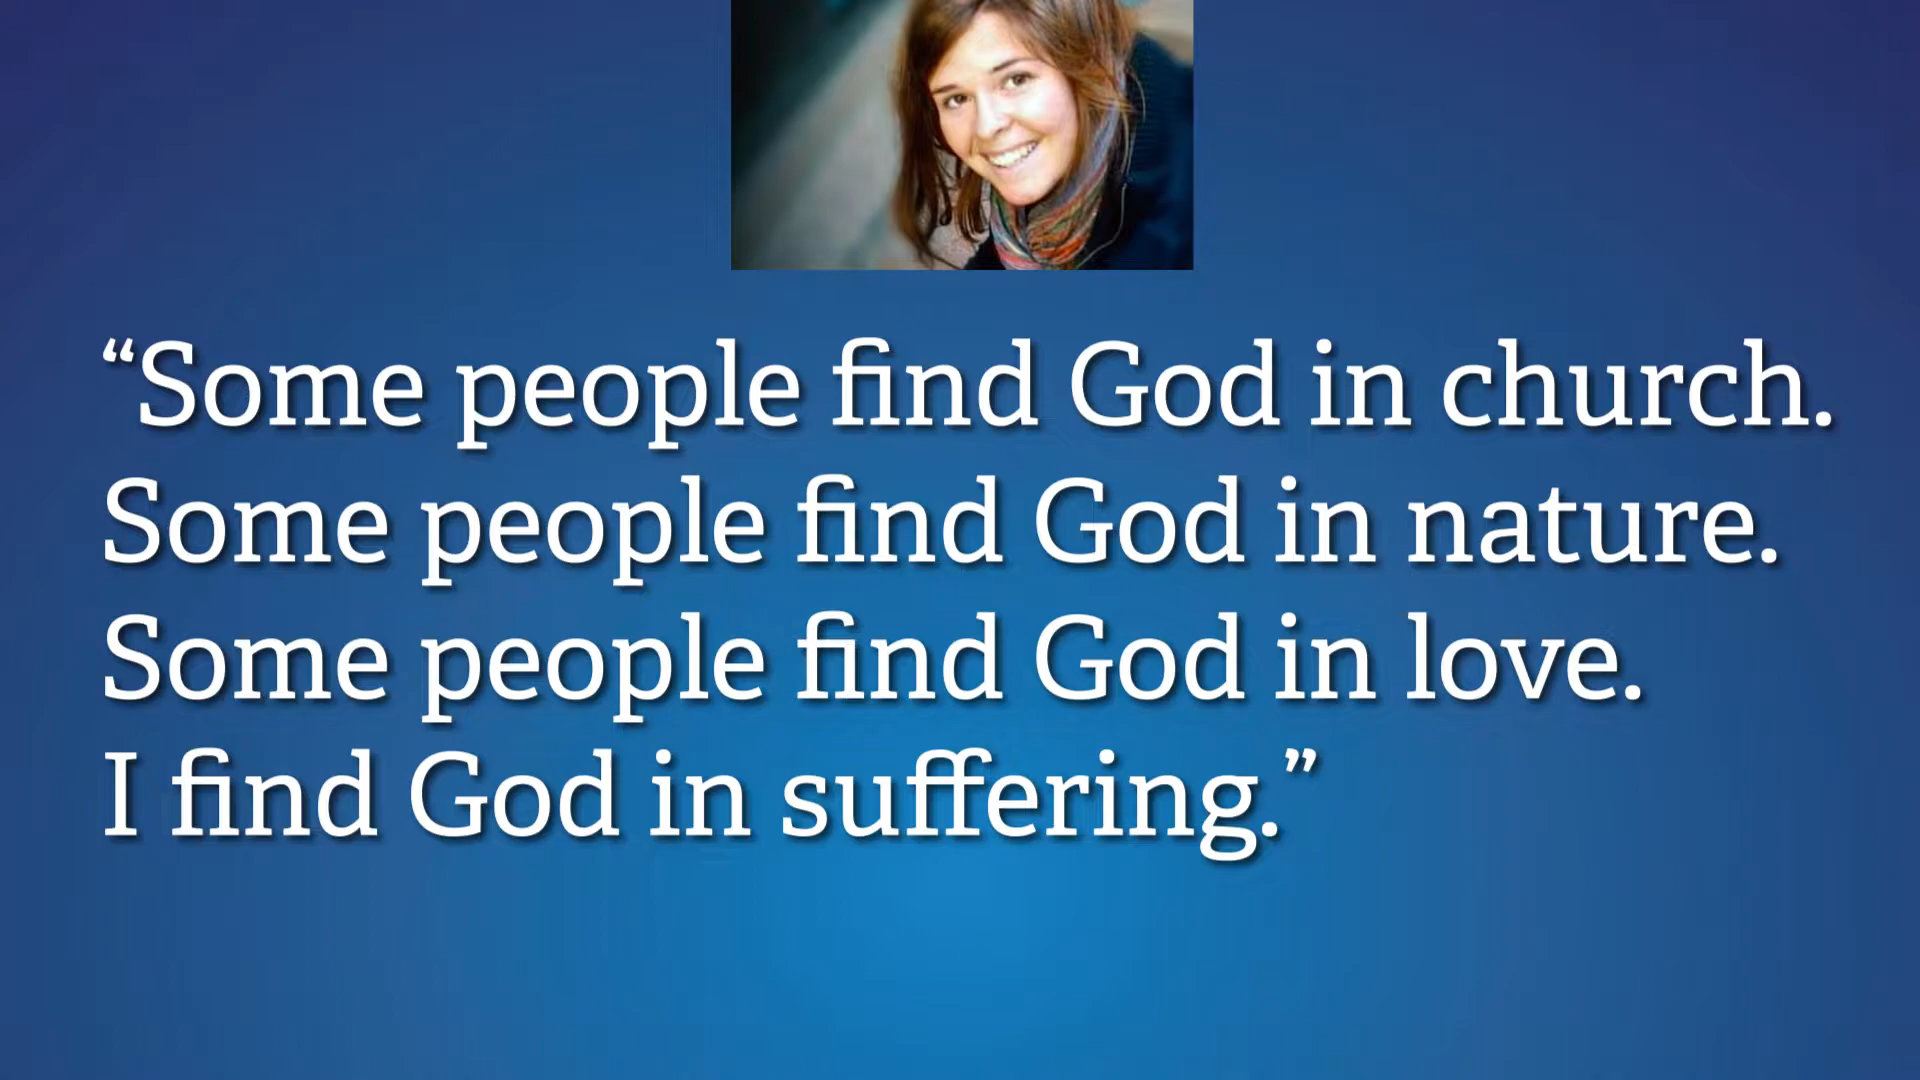 “Some people find God in church.
Some people find God in nature.
Some people find God in love.
I find God in suffering.”